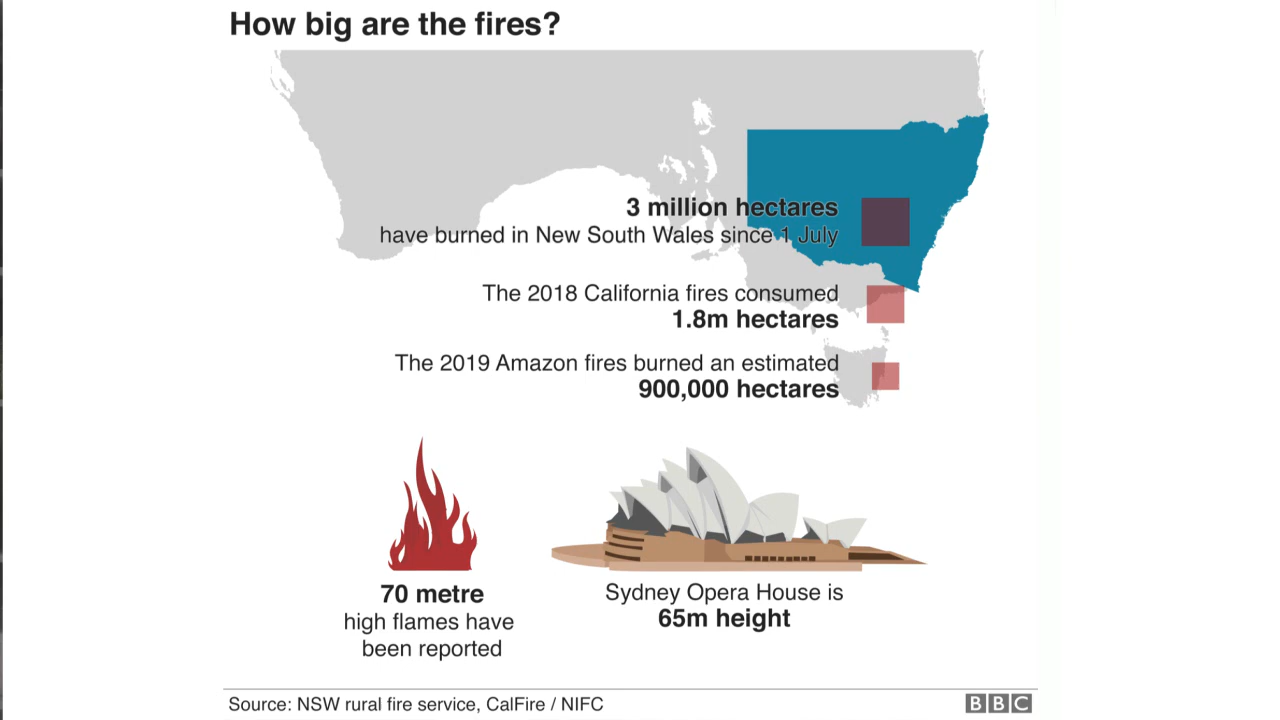 How big are the fires?
3 million hectares
have burned in New South Wales since 1 July
The 2018 California fires consumed
1.8m hectares
The 2019 Amazon fires burned an estimated
900,000 hectares
70 metre
high flames have
been reported
Sydney Opera House is
65m height
Source: NSW rural fire service, CalFire / NIFC
BBC